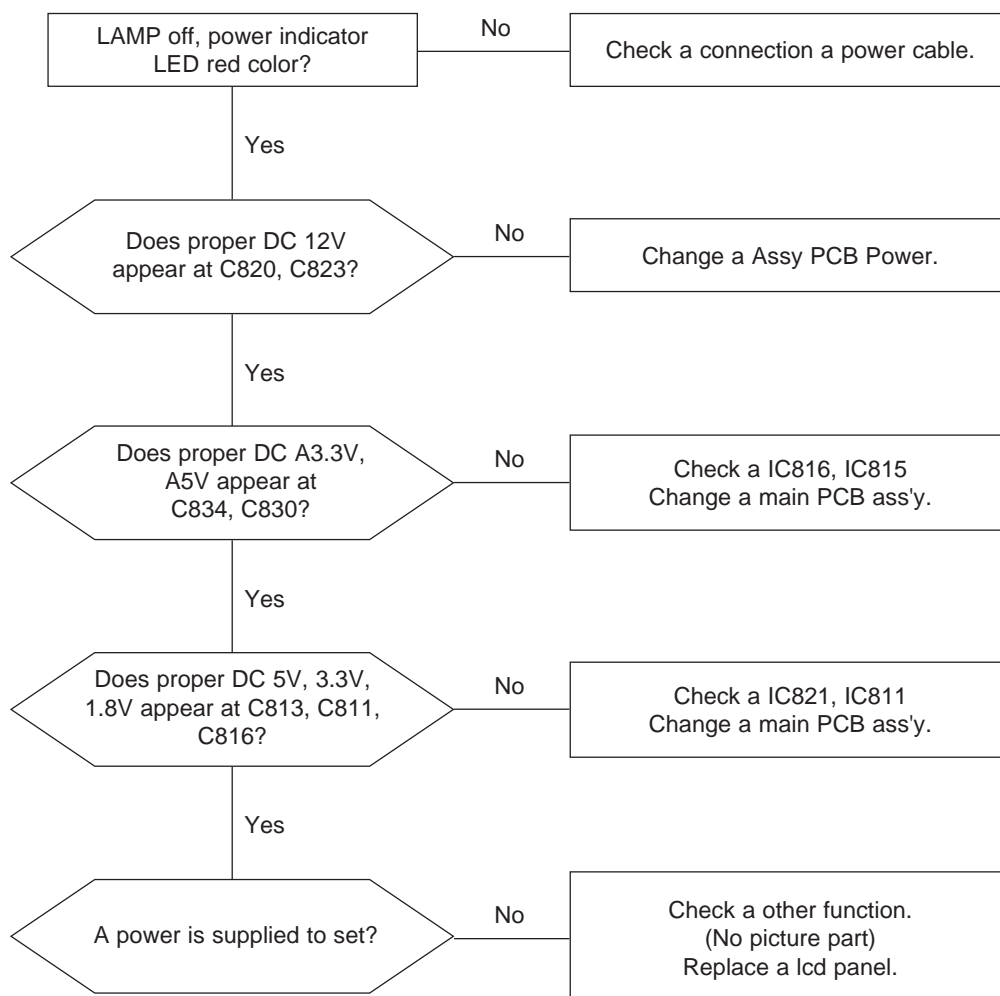 LAMP off, power indicator
LED red color?
No
Check a connection a power cable.
Yes
Does proper DC 12V
appear at C820, C823?
No
Change a Assy PCB Power.
Yes
Does proper DC A3.3V,
A5V appear at
C834, C830?
No
Check a IC816, IC815
Change a main PCB ass'y.
Yes
Does proper DC 5V, 3.3V,
1.8V appear at C813, C811,
C816?
No
Check a IC821, IC811
Change a main PCB ass'y.
Yes
A power is supplied to set?
No
Check a other function.
(No picture part)
Replace a lcd panel.